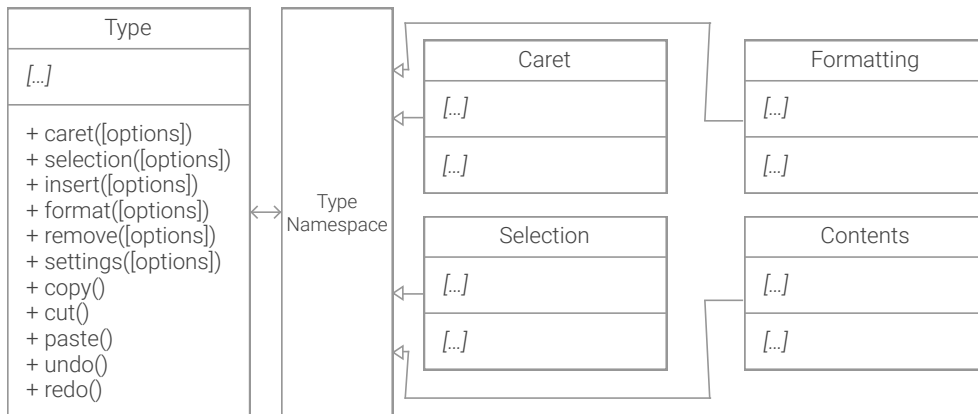 Type
[...]
+ caret([options])
+ selection([options])
+ insert([options])
+ format([options])
+ remove([options])
+ settings([options])
+ copy()
+ cut()
+ paste()
+ undo()
+ redo()
Type
Namespace
Caret
[...]
[...]
Selection
[...]
[...]
Formatting
[...]
[...]
Contents
[...]
[...]